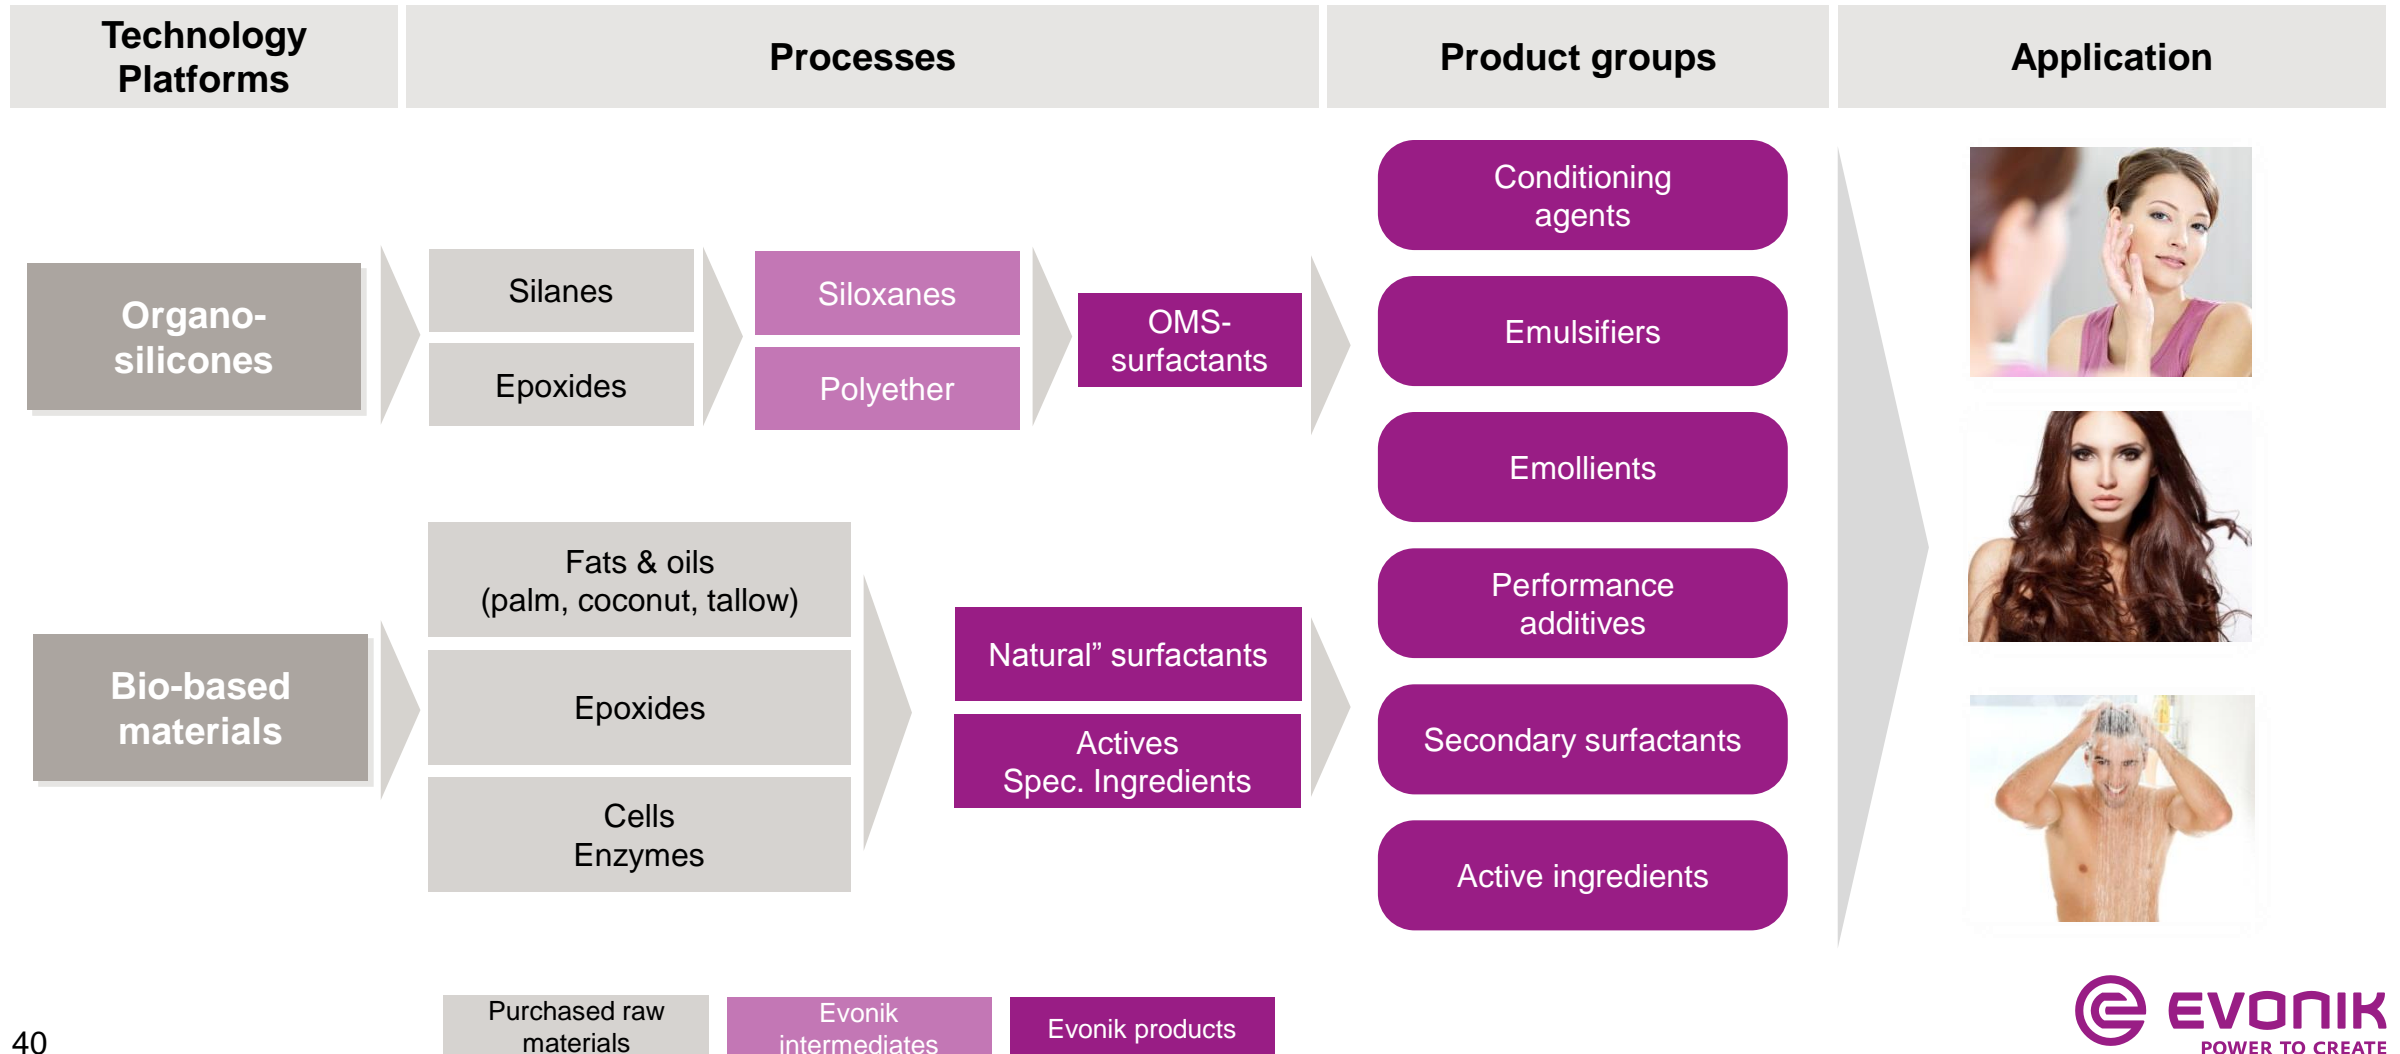 Technology
Platforms
Processes
Product groups
Application
Organo-
silicones
Silanes
Epoxides
Siloxanes
Polyether
OMS-
surfactants
Bio-based
materials
Fats & oils
(palm, coconut, tallow)
Epoxides
Cells
Enzymes
Natural” surfactants
Actives
Spec. Ingredients
Conditioning
agents
Emulsifiers
Emollients
Performance
additives
Secondary surfactants
Active ingredients
40
Purchased raw
materials
Evonik
intermediates
Evonik products
EVONIK
POWER TO CREATE